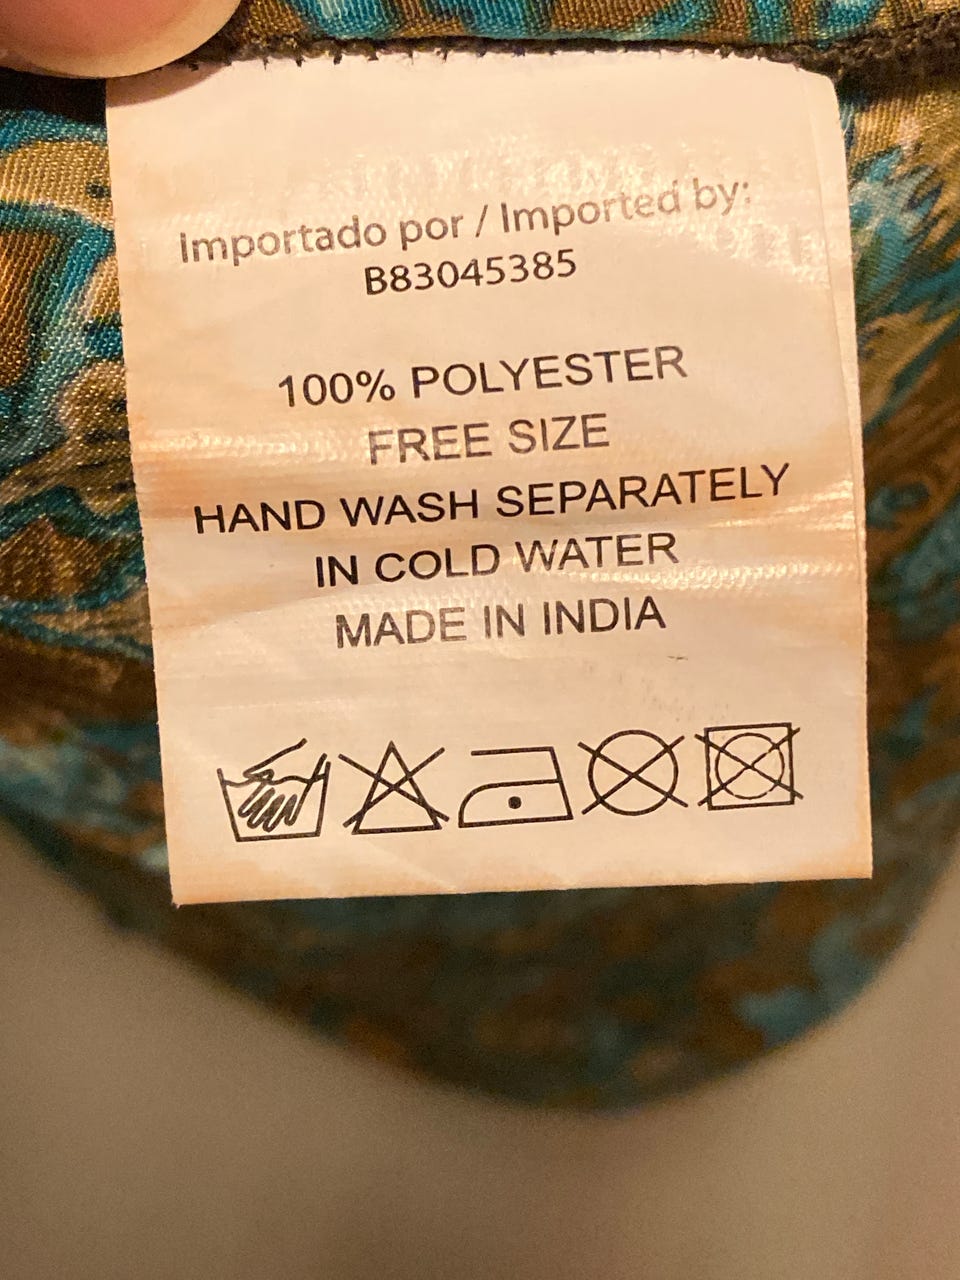 Importado por / Imported by:
B83045385
100% POLYESTER
FREE SIZE
HAND WASH SEPARATELY
IN COLD WATER
MADE IN INDIA